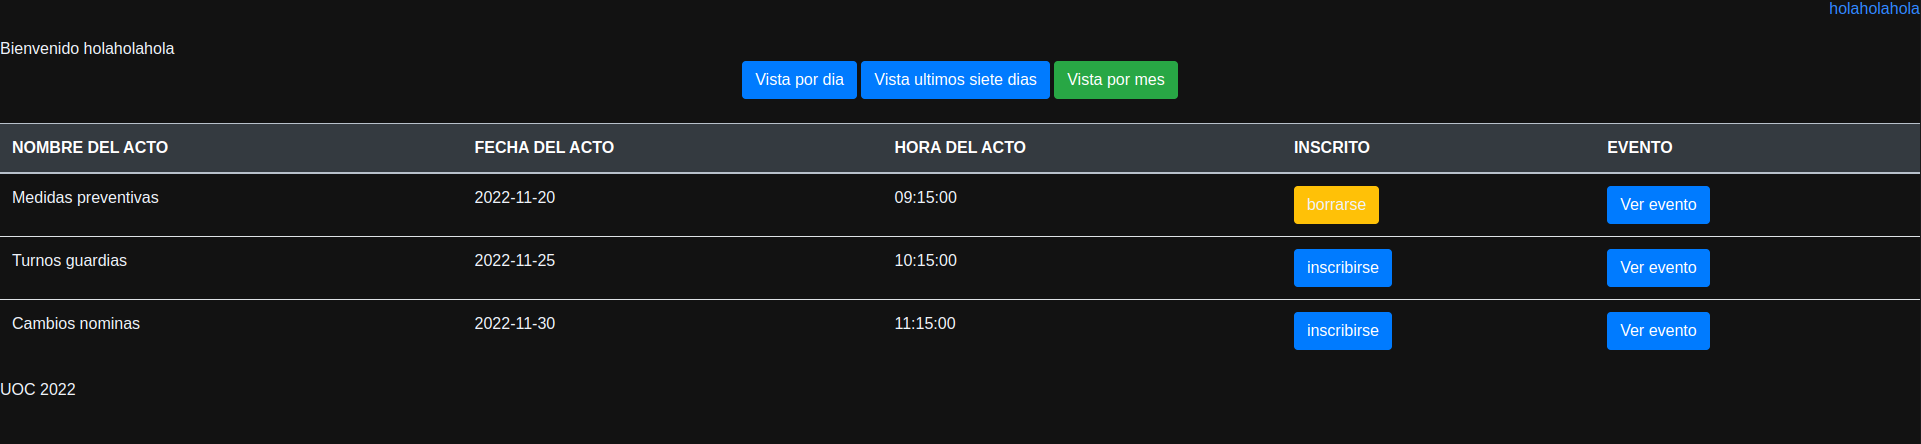 holaholahola
Bienvenido holaholahola
Vista por dia Vista ultimos siete dias Vista por mes
NOMBRE DEL ACTO FECHA DEL ACTO HORA DEL ACTO INSCRITO EVENTO
Medidas preventivas 2022-11-20 09:15:00 borrarse Ver evento
Turnos guardias 2022-11-25 10:15:00 inscribirse Ver evento
Cambios nominas 2022-11-30 11:15:00 inscribirse Ver evento
UOC 2022